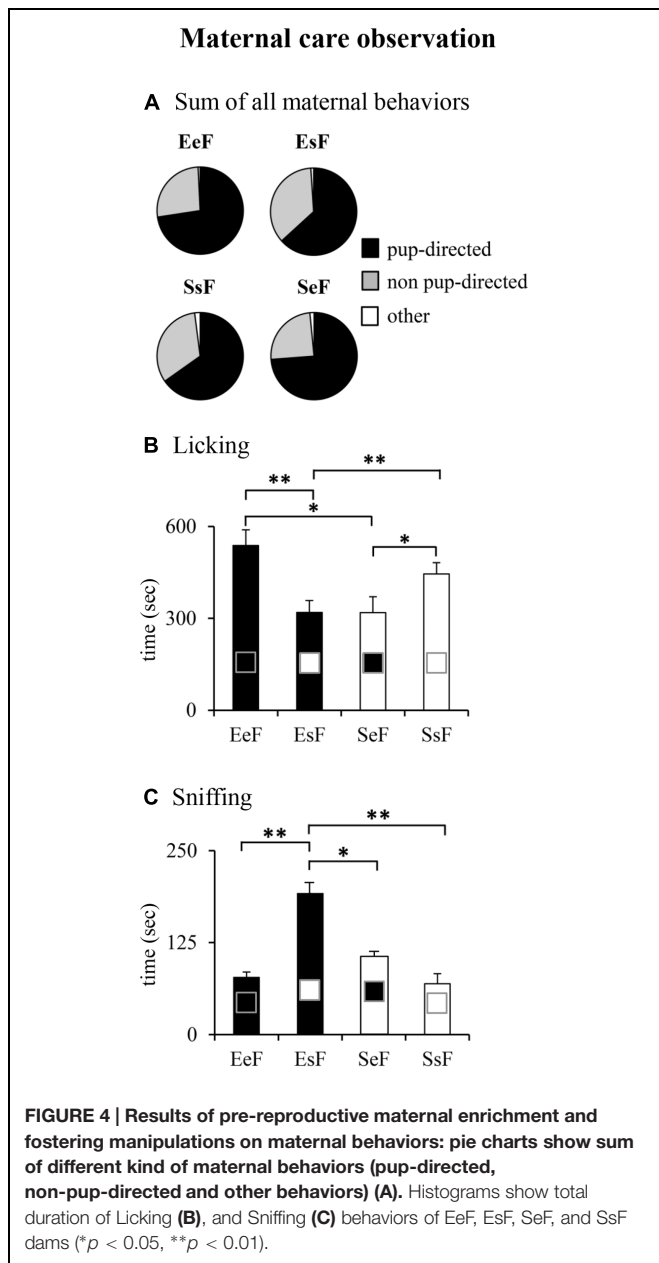 Maternal care observation
A Sum of all maternal behaviors
EeF EsF
pup-directed
non pup-directed
other
SsF SeF
B Licking
** **
*
*
600
300
0
time (sec)
EeF EsF SeF SsF
C Sniffing
**
** *
250
125
0
time (sec)
EeF EsF SeF SsF
FIGURE 4 | Results of pre-reproductive maternal enrichment and
fostering manipulations on maternal behaviors: pie charts show sum
of different kind of maternal behaviors (pup-directed,
non-pup-directed and other behaviors) (A). Histograms show total
duration of Licking (B), and Sniffing (C) behaviors of EeF, EsF, SeF, and SsF
dams (*p < 0.05, **p < 0.01).